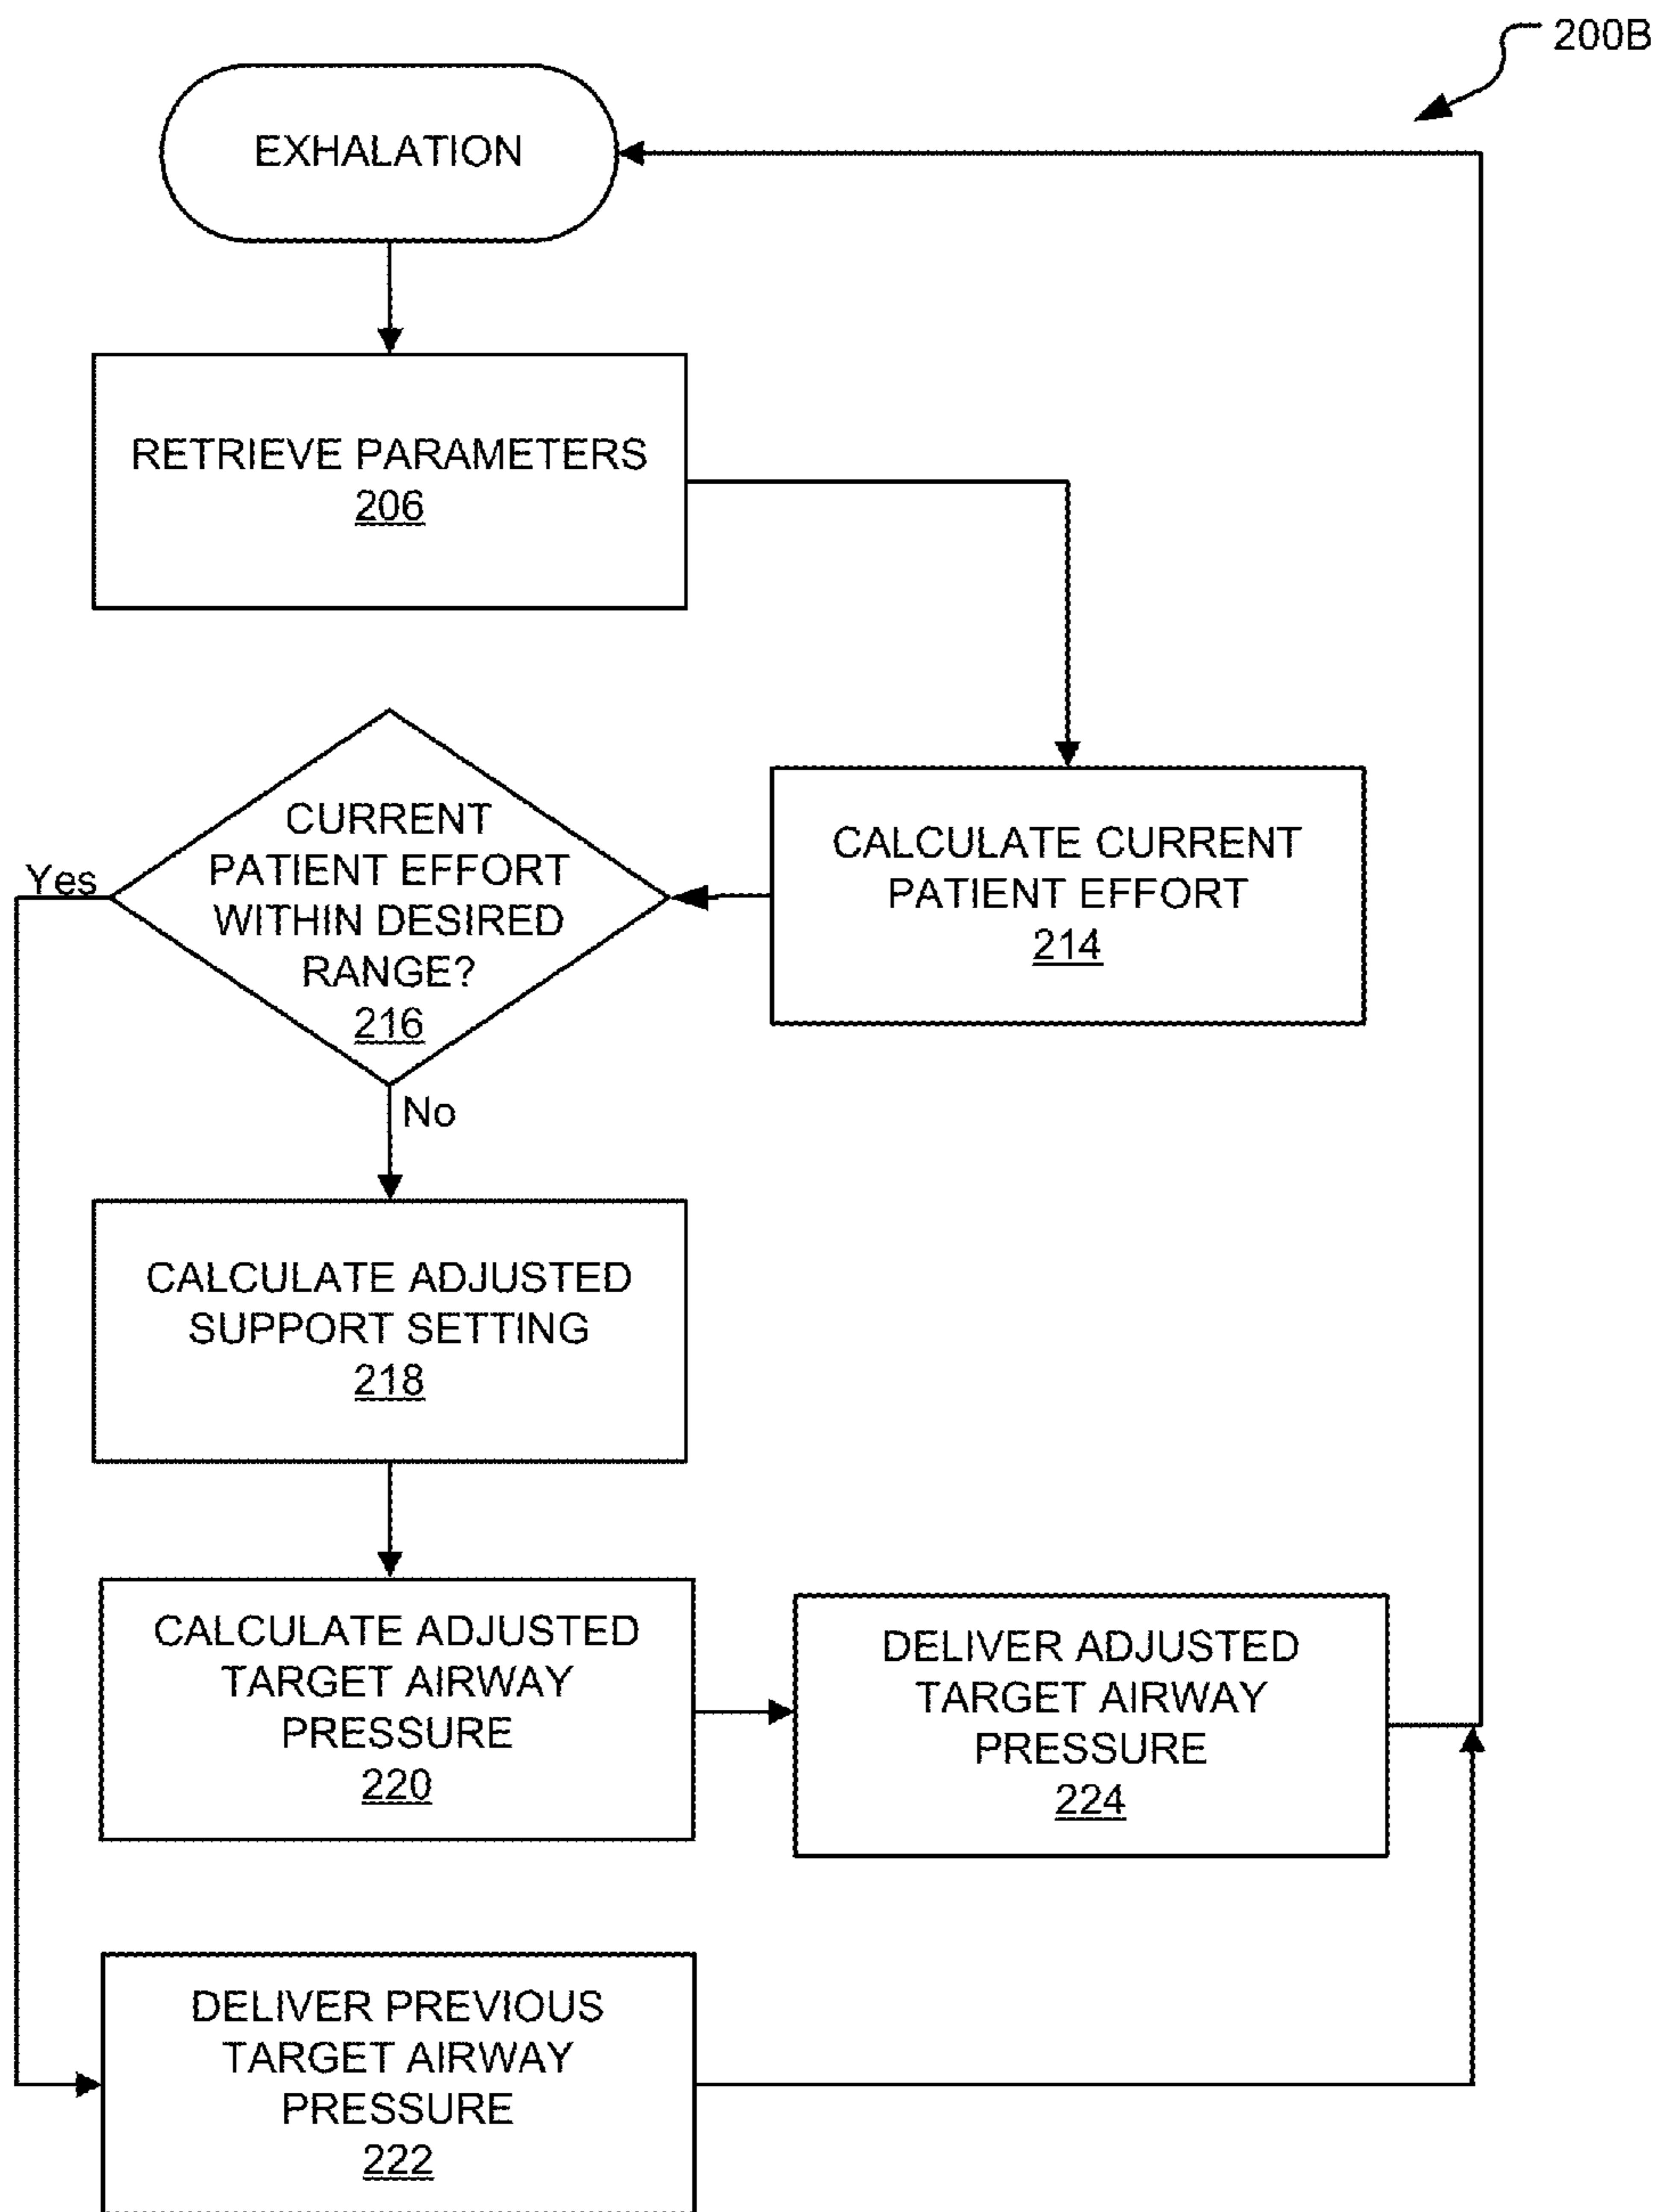 200B
EXHALATION
RETRIEVE PARAMETERS
206
CALCULATE CURRENT
PATIENT EFFORT
214
CURRENT
PATIENT EFFORT
WITHIN DESIRED
RANGE?
216
Yes
No
CALCULATE ADJUSTED
SUPPORT SETTING
218
CALCULATE ADJUSTED
TARGET AIRWAY
PRESSURE
220
DELIVER ADJUSTED
TARGET AIRWAY
PRESSURE
224
DELIVER PREVIOUS
TARGET AIRWAY
PRESSURE
222